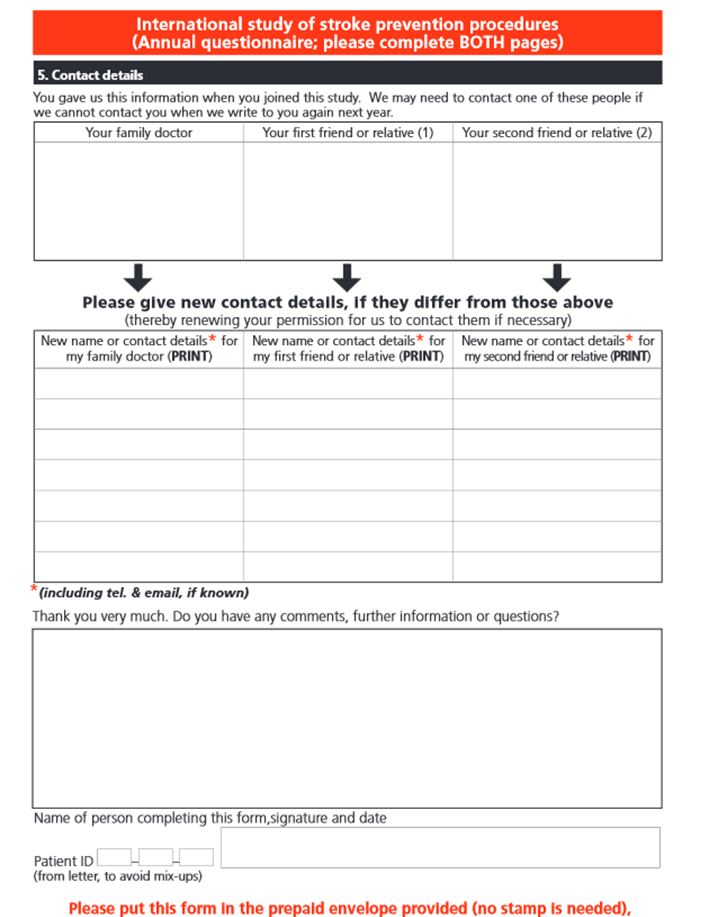 International study of stroke prevention procedures
(Annual questionnaire; please complete BOTH pages)
5. Contact details
You gave us this information when you joined this study. We may need to contact one of these people if
we cannot contact you when we write to you again next year.
Your family doctor
Your first friend or relative (1)
Your second friend or relative (2)
Please give new contact details, if they differ from those above
(thereby renewing your permission for us to contact them if necessary)
New name or contact details* for
my family doctor (PRINT)
New name or contact details* for
my first friend or relative (PRINT)
New name or contact details* for
my second friend or relative (PRINT)
*(including tel. & email, if known)
Thank you very much. Do you have any comments, further information or questions?
Name of person completing this form,signature and date
Patient ID
(from letter, to avoid mix-ups)
Please put this form in the prepaid envelope provided (no stamp is needed),